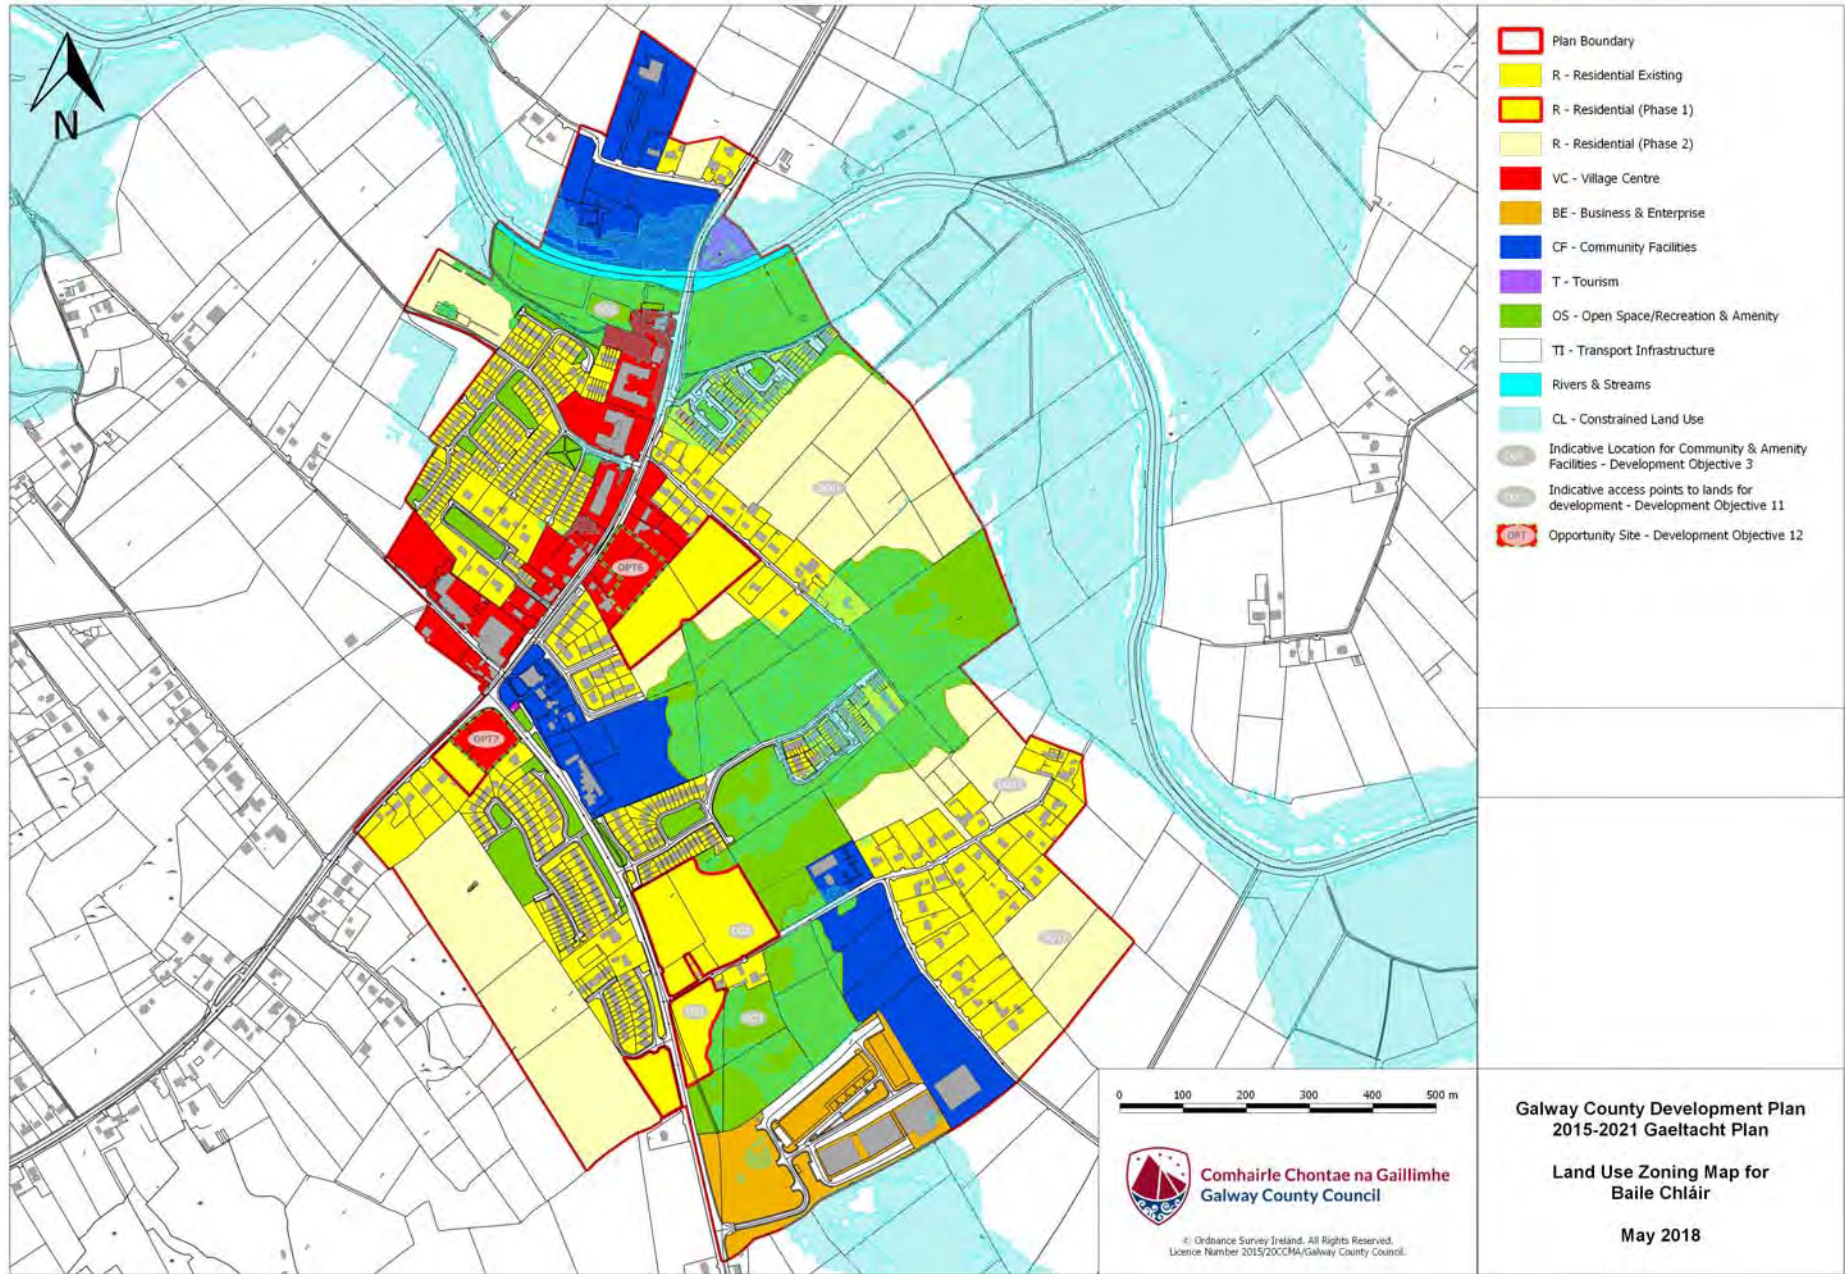 N
OPT6
OPT7
Plan Boundary
R - Residential Existing
R - Residential (Phase 1)
R - Residential (Phase 2)
VC - Village Centre
BE - Business & Enterprise
CF - Community Facilities
T - Tourism
OS - Open Space/Recreation & Amenity
TI - Transport Infrastructure
Rivers & Streams
CL - Constrained Land Use
Indicative Location for Community & Amenity
Facilities - Development Objective 3
Indicative access points to lands for
development - Development Objective 11
OPT
Opportunity Site - Development Objective 12
0 100 200 300 400 500 m
Comhairle Chontae na Gaillimhe
Galway County Council
© Ordnance Survey Ireland. All Rights Reserved.
Licence Number 2015/20CCMA/Galway County Council.
Galway County Development Plan
2015-2021 Gaeltacht Plan
Land Use Zoning Map for
Baile Chláir
May 2018